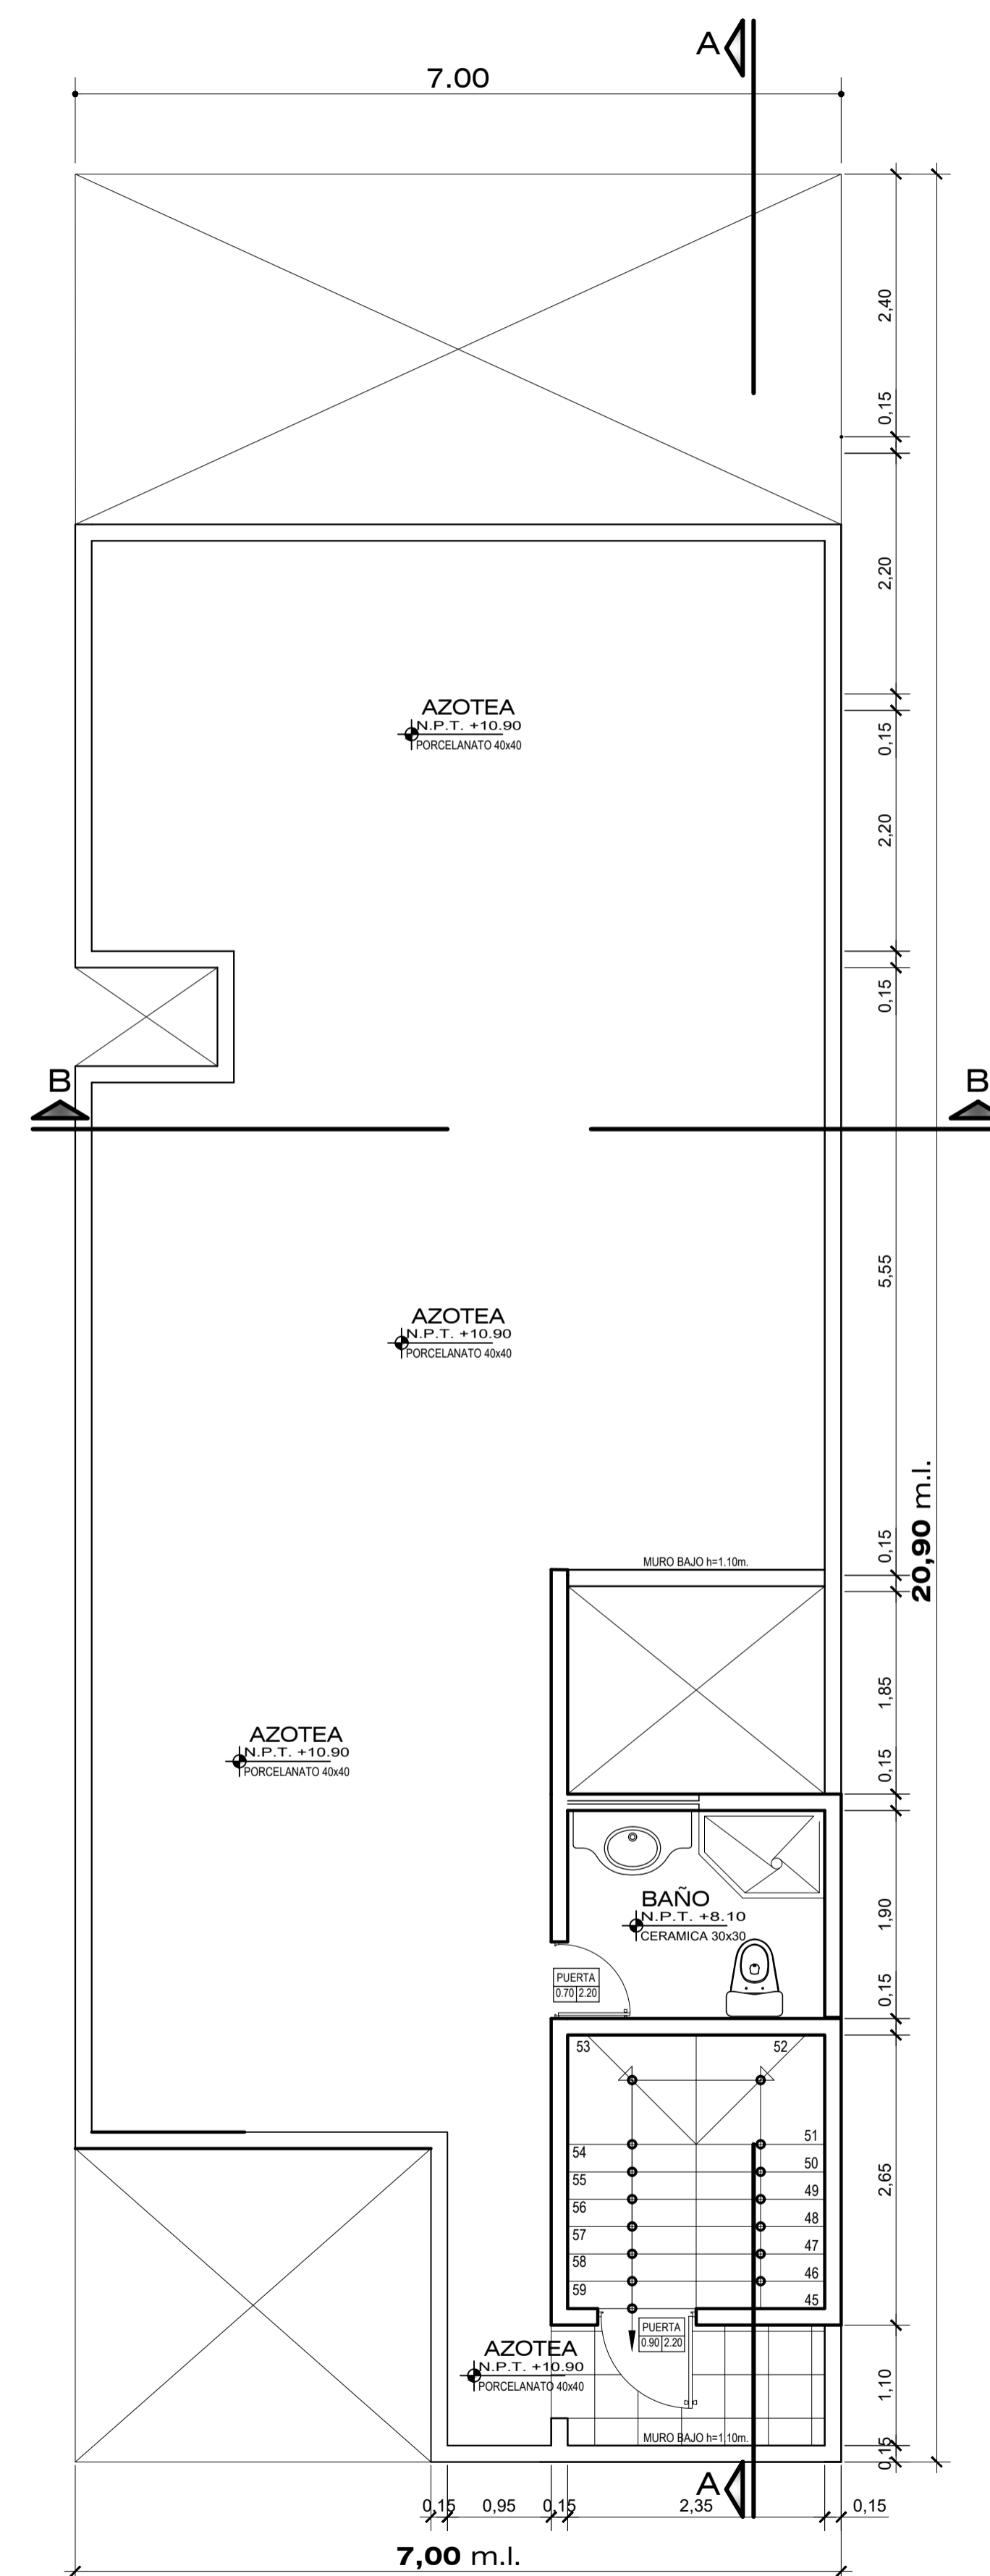 A
7.00
2,40
0,15
2,20
AZOTEA
N.P.T. +10.90
PORCELANATO 40x40
0,15
2,20
0,15
B
B
5,55
AZOTEA
N.P.T. +10.90
PORCELANATO 40x40
20,90 m.l.
0,15
MURO BAJO h=1.10m.
1,85
AZOTEA
N.P.T. +10.90
PORCELANATO 40x40
0,15
BAÑO
N.P.T. +8.10
CERAMICA 30x30
1,90
PUERTA
0.70 2.20
0,15
53
52
51
54
50
55
49
56
48
57
47
58
46
59
45
2,65
PUERTA
0.90 2.20
AZOTEA
N.P.T. +10.90
PORCELANATO 40x40
1,10
MURO BAJO h=1.10m.
0,15
A
0,15
0,95
0,15
2,35
0,15
7,00 m.l.